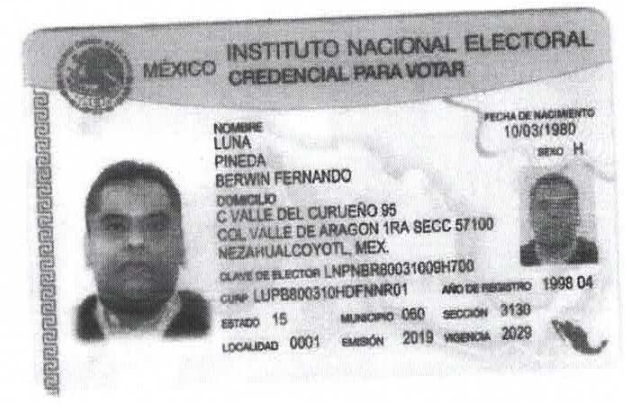 MÉXICO
INSTITUTO NACIONAL ELECTORAL
CREDENCIAL PARA VOTAR
NOMBRE
LUNA
PINEDA
BERWIN FERNANDO
FECHA DE NACIMIENTO
10/03/1980
SEXO H
DOMICILIO
C VALLE DEL CURUEÑO 95
COL VALLE DE ARAGON 1RA SECC 57100
NEZAHUALCOYOTL, MEX.
CLAVE DE ELECTOR LNPNBR80031009H700
CURP LUPB800310HDFNNR01 AÑO DE REGISTRO 1998 04
ESTADO 15 MUNICIPIO 060 SECCIÓN 3130
LOCALIDAD 0001 EMISIÓN 2019 VIGENCIA 2029